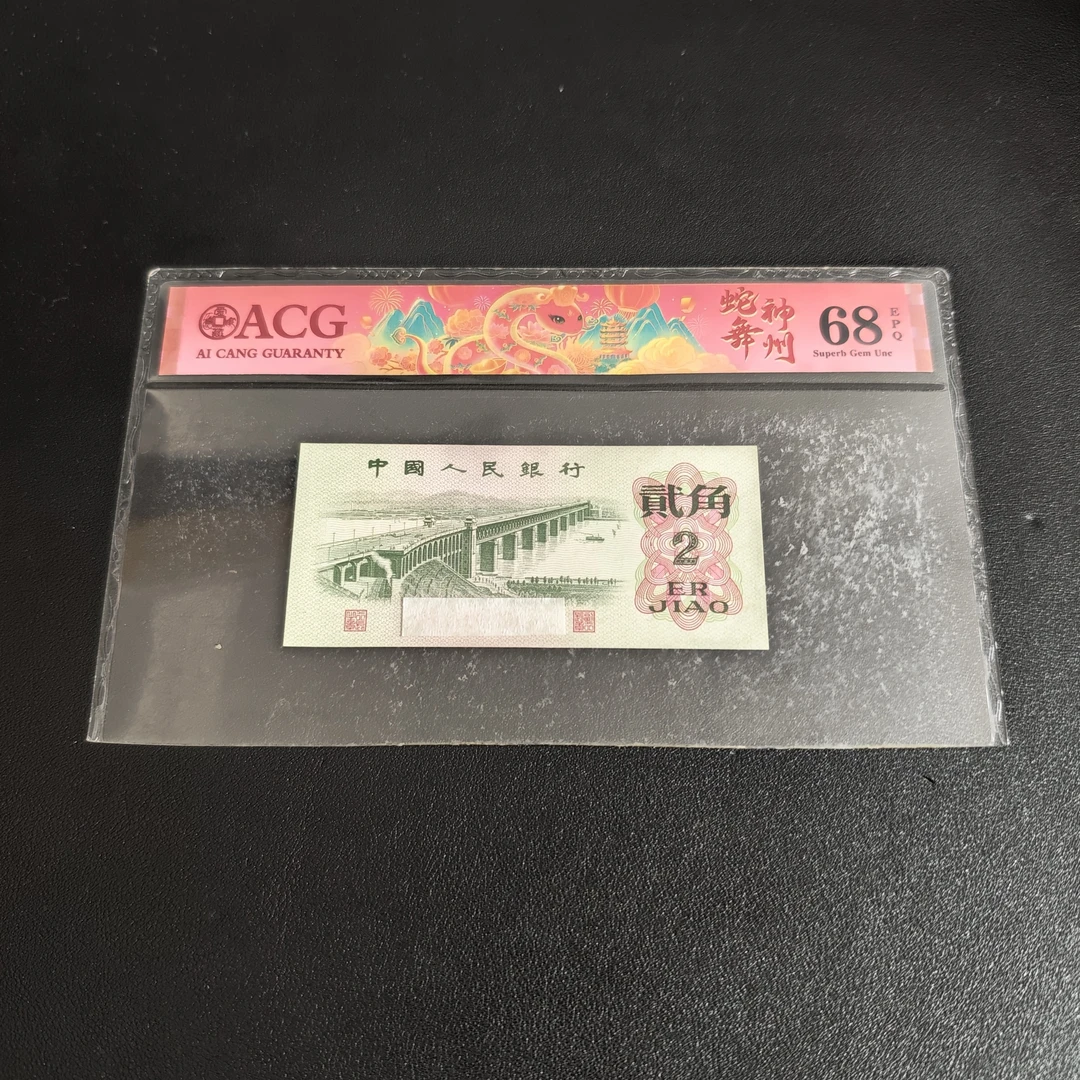 ACG
AI CANG GUARANTY
蛇舞
神州
68
EPQ
Superb Gem Unc
中國人民銀行
貳角
2
ER
JIAO